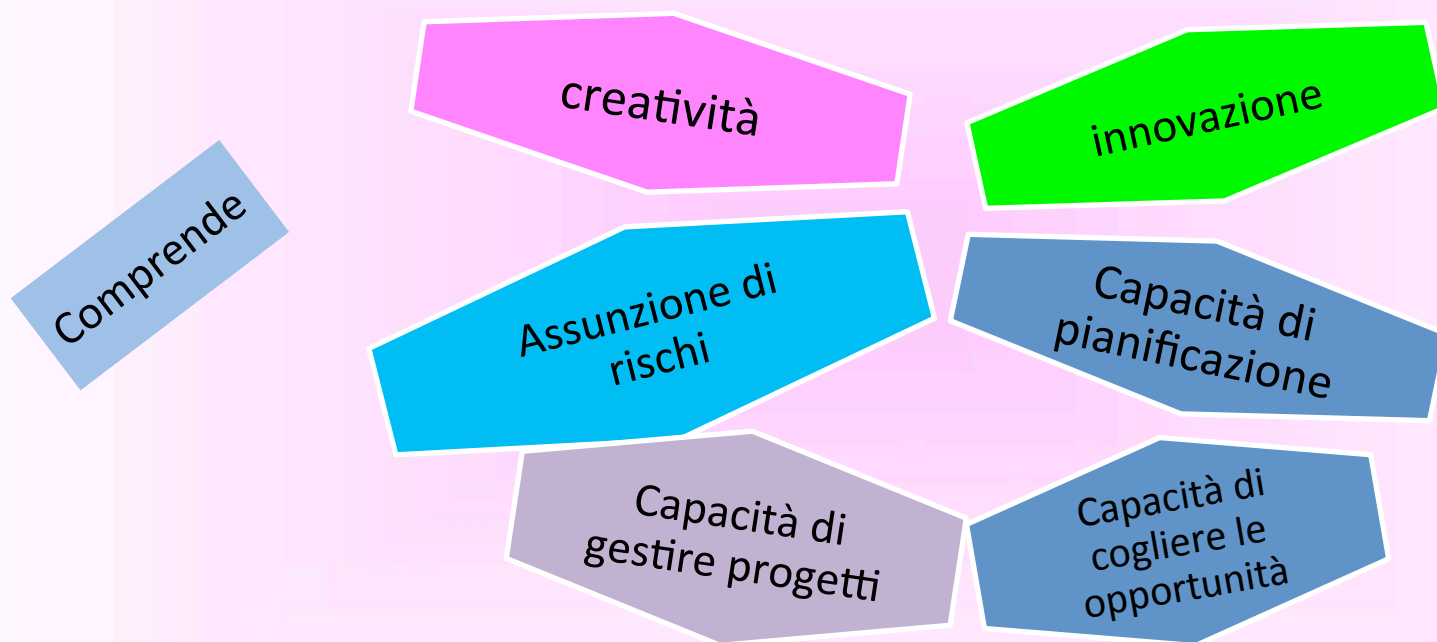 creatività
innovazione
Comprende
Assunzione di
rischi
Capacità di
pianificazione
Capacità di
gestire progetti
Capacità di
cogliere le
opportunità